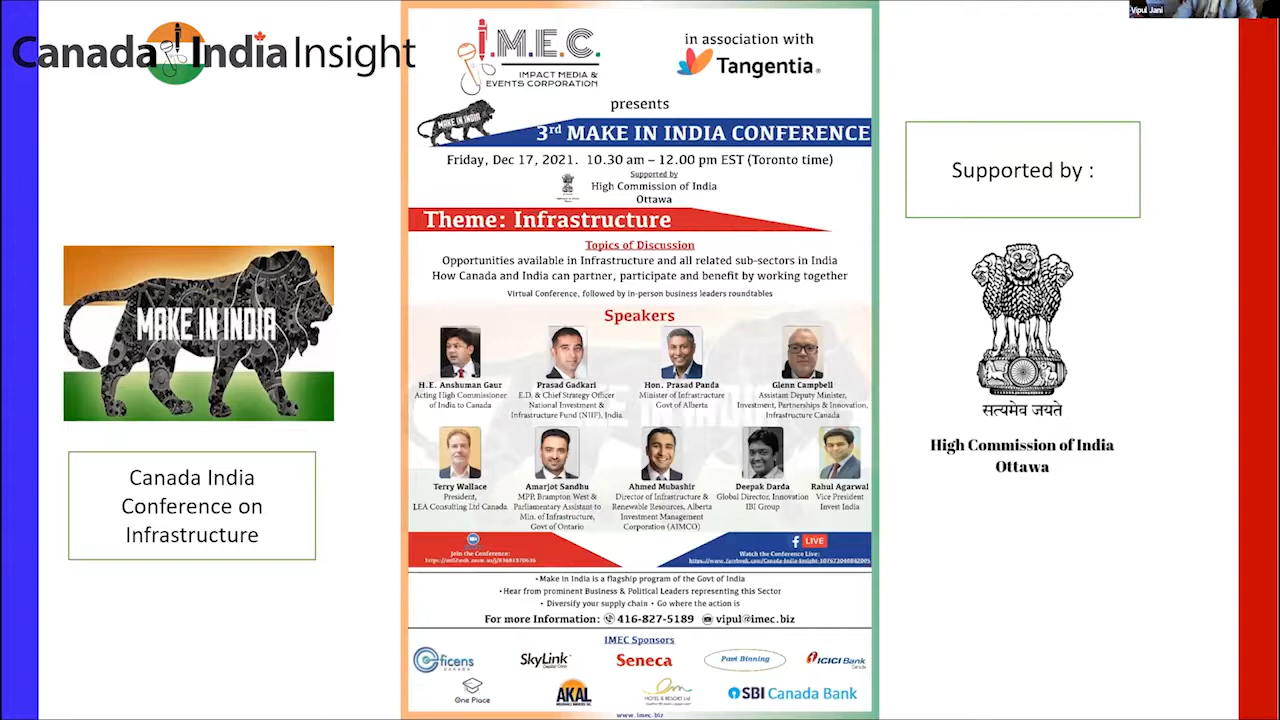 Vipul Jani
Canada India Insight
I.M.E.C.
IMPACT MEDIA &
EVENTS CORPORATION
in association with
Tangentia
presents
MAKE IN INDIA
3rd MAKE IN INDIA CONFERENCE
Friday, Dec 17, 2021. 10.30 am – 12.00 pm EST (Toronto time)
Supported by
High Commission of India
Ottawa
Theme: Infrastructure
Topics of Discussion
Opportunities available in Infrastructure and all related sub-sectors in India
How Canada and India can partner, participate and benefit by working together
Virtual Conference, followed by in-person business leaders roundtables
Speakers
H.E. Anshuman Gaur
Acting High Commissioner
of India to Canada
Prasad Gadkari
E.D. & Chief Strategy Officer
National Investment &
Infrastructure Fund (NIIF), India
Hon. Prasad Panda
Minister of Infrastructure
Govt of Alberta
Glenn Campbell
Assistant Deputy Minister,
Investment, Partnerships & Innovation,
Infrastructure Canada
Terry Wallace
President,
LEA Consulting Ltd Canada
Amarjot Sandhu
MPP, Brampton West &
Parliamentary Assistant to
Min. of Infrastructure,
Govt of Ontario
Ahmed Mubashir
Director of Infrastructure &
Renewable Resources, Alberta
Investment Management
Corporation (AIMCO)
Deepak Darda
Global Director, Innovation
IBI Group
Rahul Agarwal
Vice President
Invest India
Join the Conference:
LIVE
Watch the Conference Live:
• Make in India is a flagship program of the Govt of India
• Hear from prominent Business & Political Leaders representing this Sector
• Diversify your supply chain • Go where the action is
For more Information: 416-827-5189 vipul@imec.biz
IMEC Sponsors
eficens
CANADA
SkyLink
Seneca
ICICI Bank
Canada
One Place
AKAL
HOTEL & RESORT Ltd
SBI Canada Bank
www.imec.biz
MAKE IN INDIA
Canada India
Conference on
Infrastructure
Supported by :
सत्यमेव जयते
High Commission of India
Ottawa